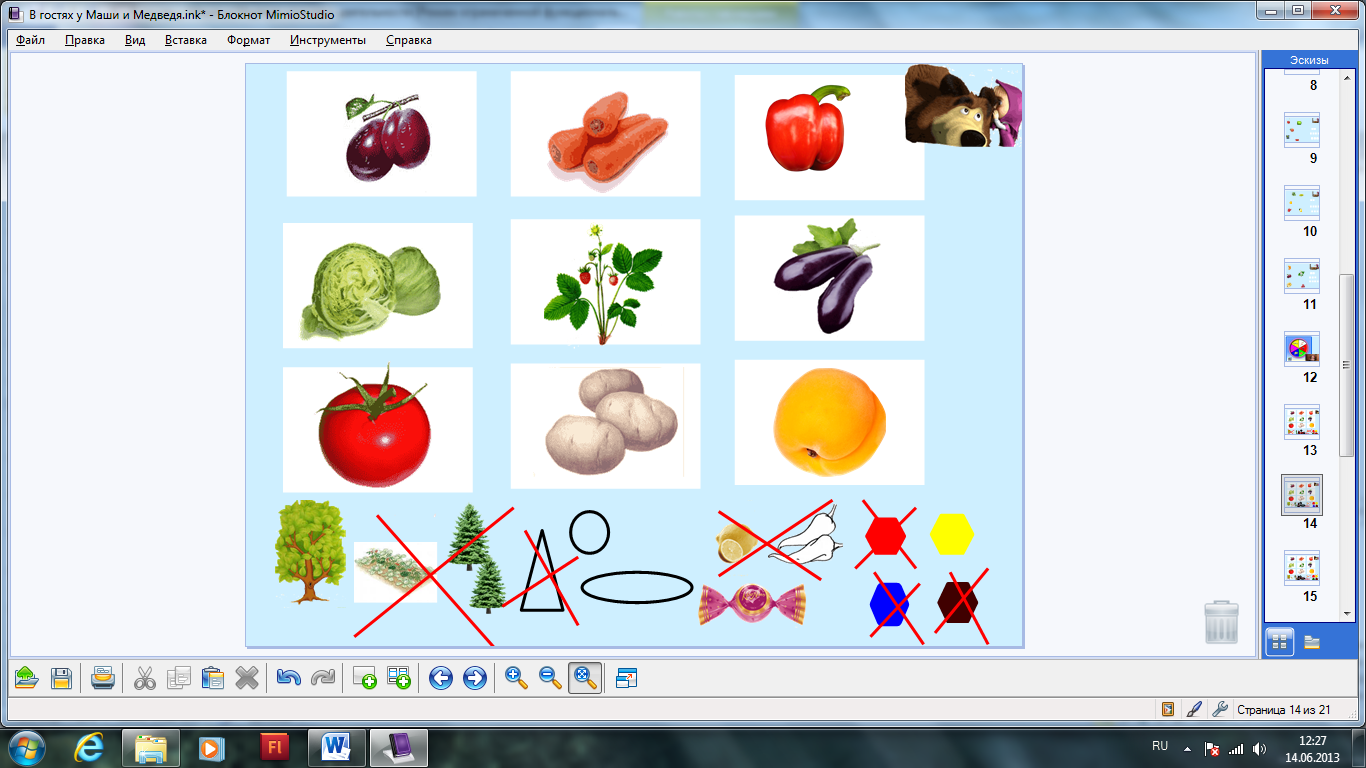 В гостях у Маши и Медведя.ink* - Блокнот MimioStudio
Файл Правка Вид Вставка Формат Инструменты Справка
Эскизы
8
9
10
11
12
13
14
15
Страница 14 из 21
Fl
W
RU
12:27
14.06.2013